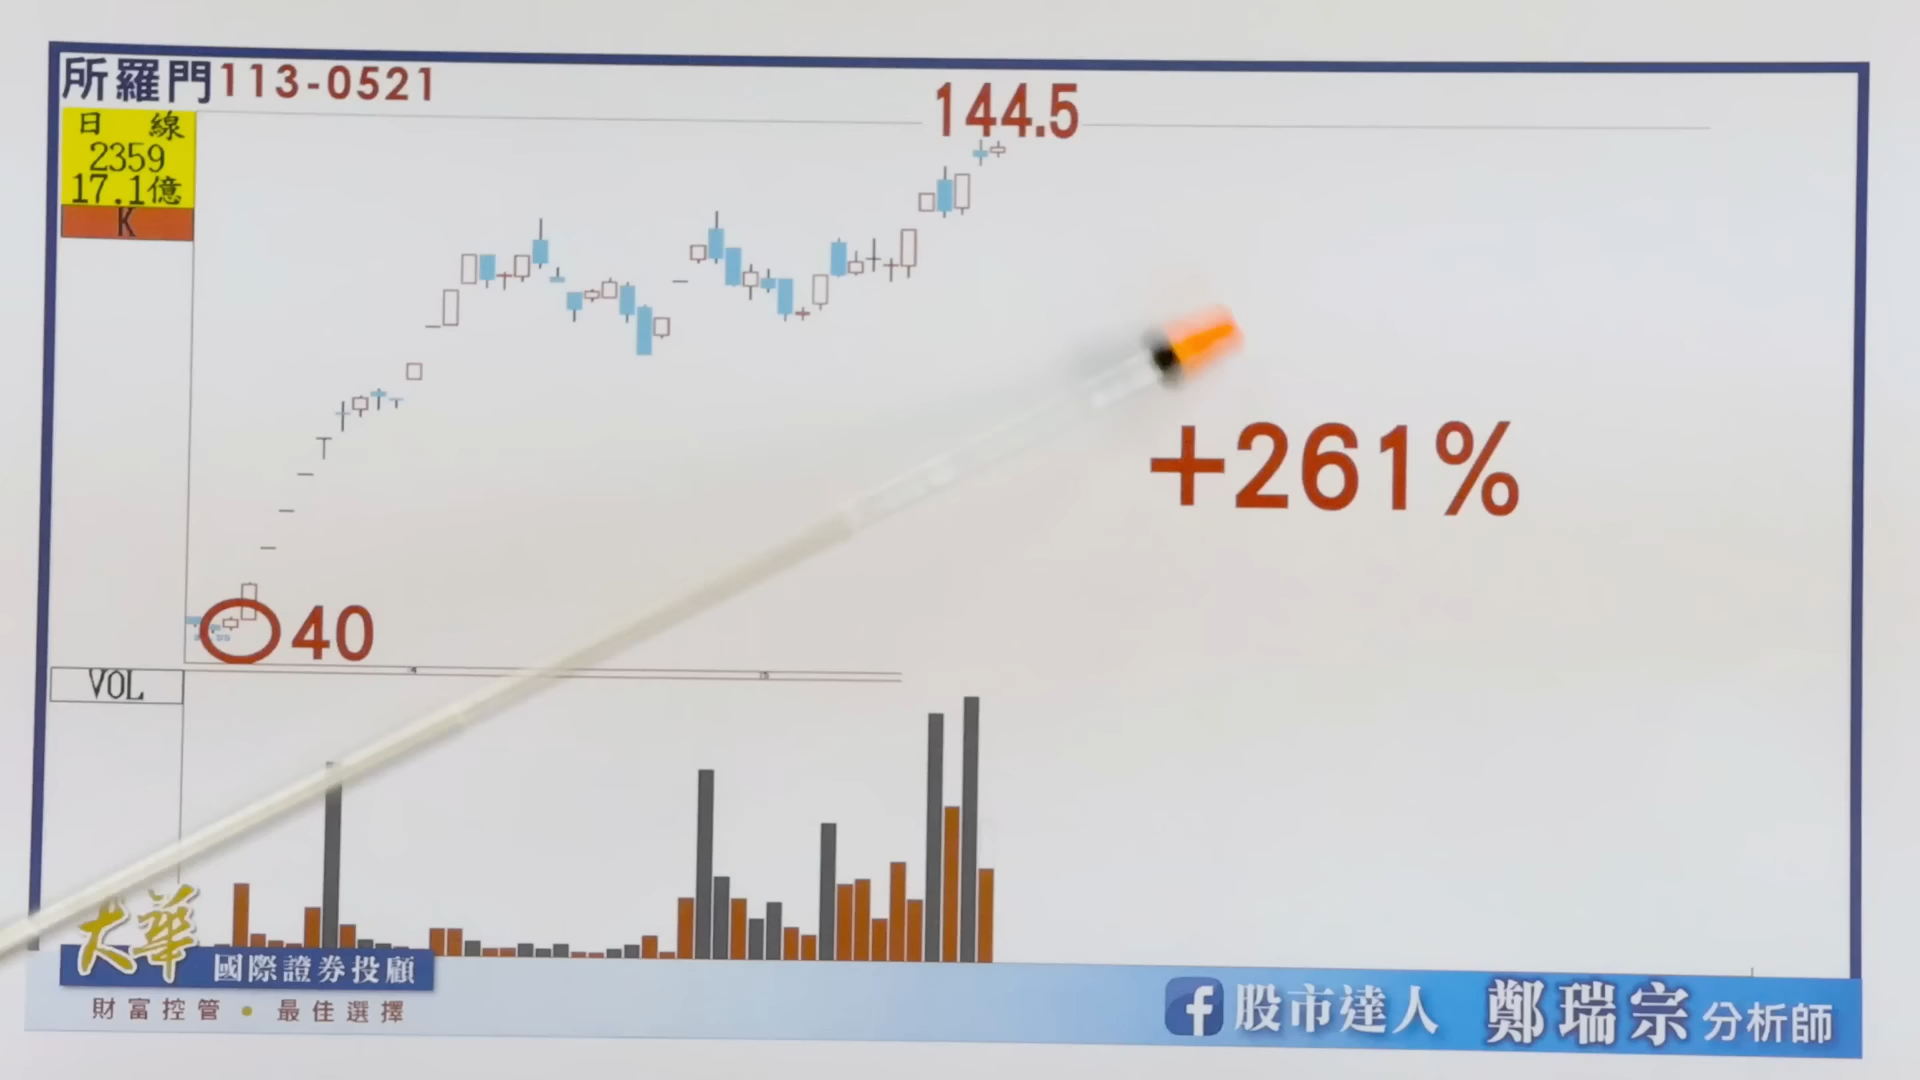 所羅門113-0521
日 線
2359
17.1億
K
144.5
+261%
40
VOL
大華
國際證券投顧
財富控管 • 最佳選擇
股市達人 鄭瑞宗 分析師